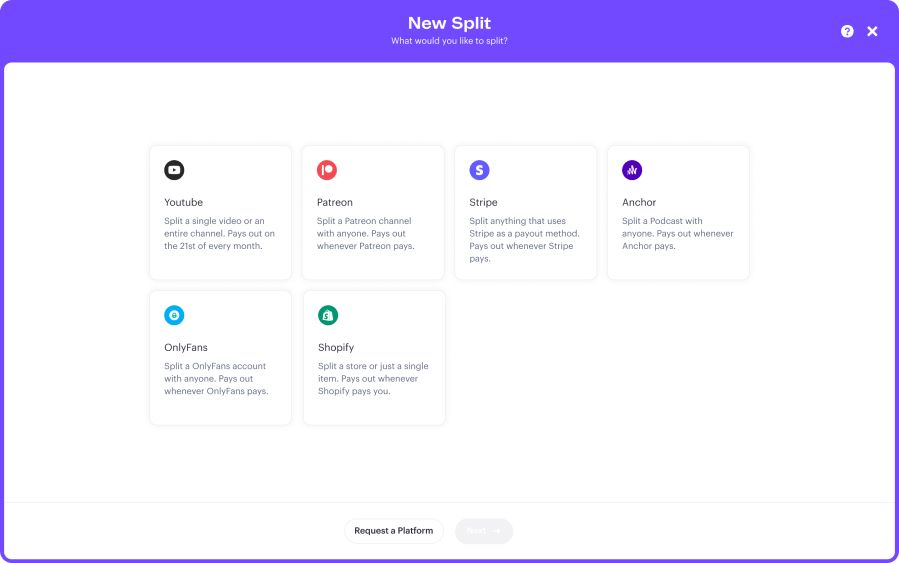 New Split
What would you like to split?
?
Youtube
Split a single video or an
entire channel. Pays out on
the 21st of every month.
Patreon
Split a Patreon channel
with anyone. Pays out
whenever Patreon pays.
S
Stripe
Split anything that uses
Stripe as a payout method.
Pays out whenever Stripe
pays.
Anchor
Split a Podcast with
anyone. Pays out whenever
Anchor pays.
OnlyFans
Split a OnlyFans account
with anyone. Pays out
whenever OnlyFans pays.
Shopify
Split a store or just a single
item. Pays out whenever
Shopify pays you.
Request a Platform
Next →